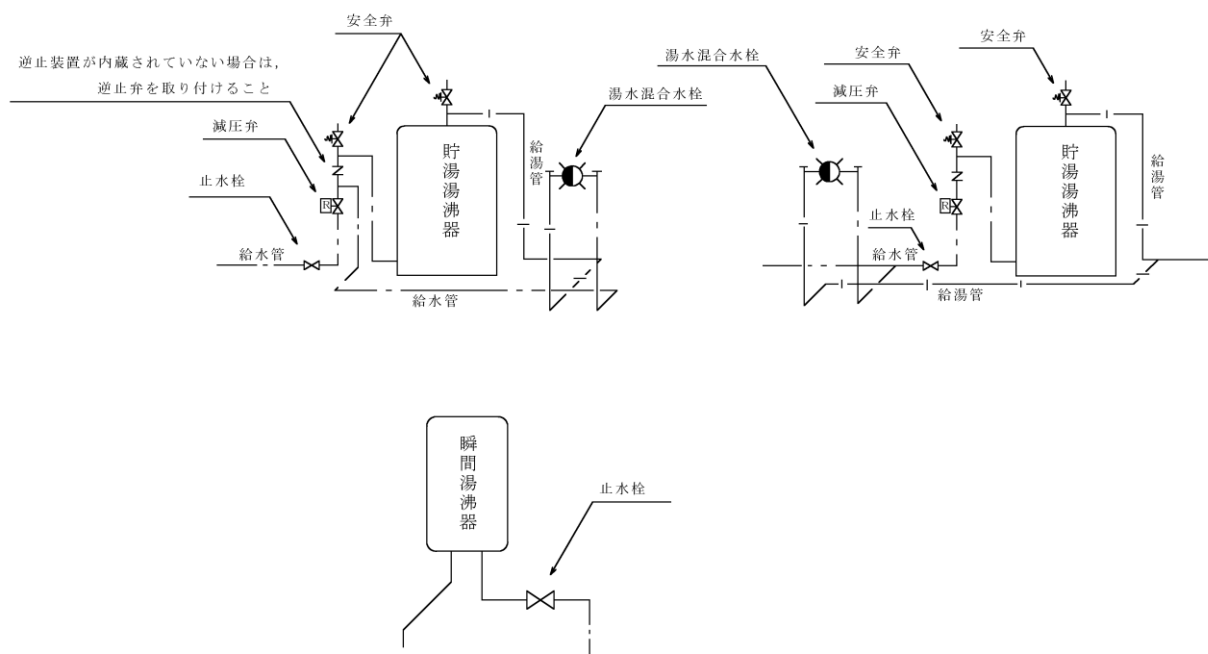 安全弁
逆止装置が内蔵されていない場合は,
逆止弁を取り付けること
減圧弁
止水栓
給水管
貯湯湯沸器
給湯管
湯水混合水栓
給水管
湯水混合水栓
安全弁
減圧弁
止水栓
給水管
安全弁
貯湯湯沸器
給湯管
給湯管
R
R
瞬間湯沸器
止水栓